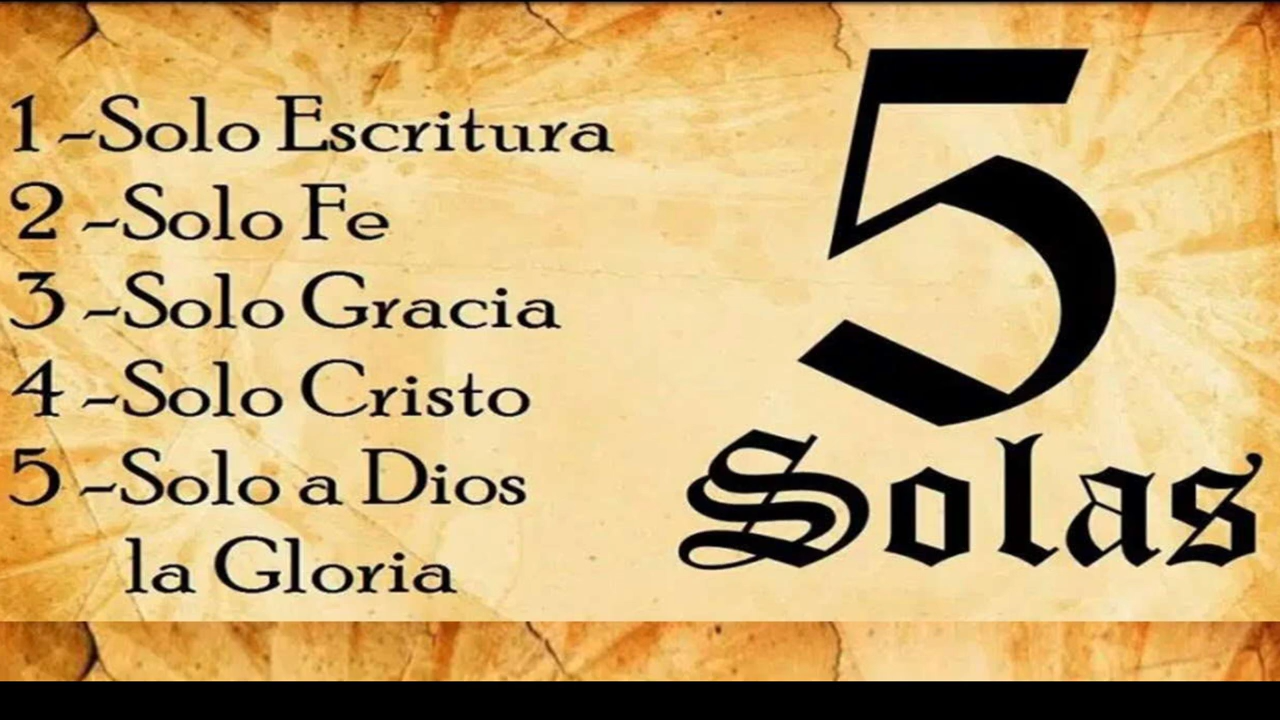 1 -Solo Escritura
2 -Solo Fe
3 -Solo Gracia
4 -Solo Cristo
5 -Solo a Dios
la Gloria
5
Solas